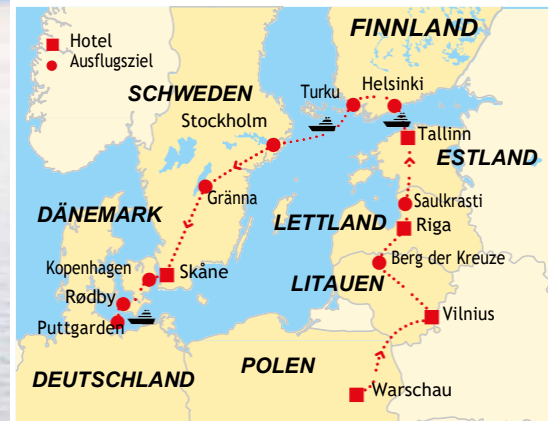 FINNLAND
Hotel
Ausflugsziel
Turku
Helsinki
SCHWEDEN
Stockholm
Tallinn
ESTLAND
Gränna
Saulkrasti
DÄNEMARK
LETTLAND
Riga
Kopenhagen
Skåne
Berg der Kreuze
LITAUEN
Rødby
Puttgarden
Vilnius
POLEN
DEUTSCHLAND
Warschau